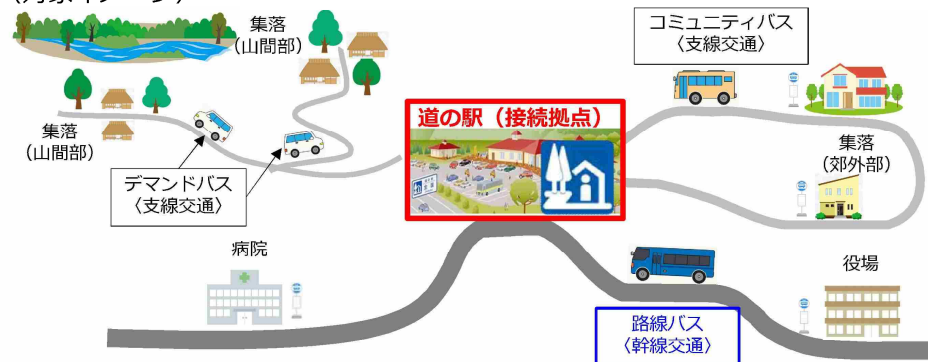 集落
(山間部)
集落
(山間部)
デマンドバス
〈支線交通〉
道の駅(接続拠点)
コミュニティバス
〈支線交通〉
集落
(郊外部)
病院
役場
路線バス
〈幹線交通〉